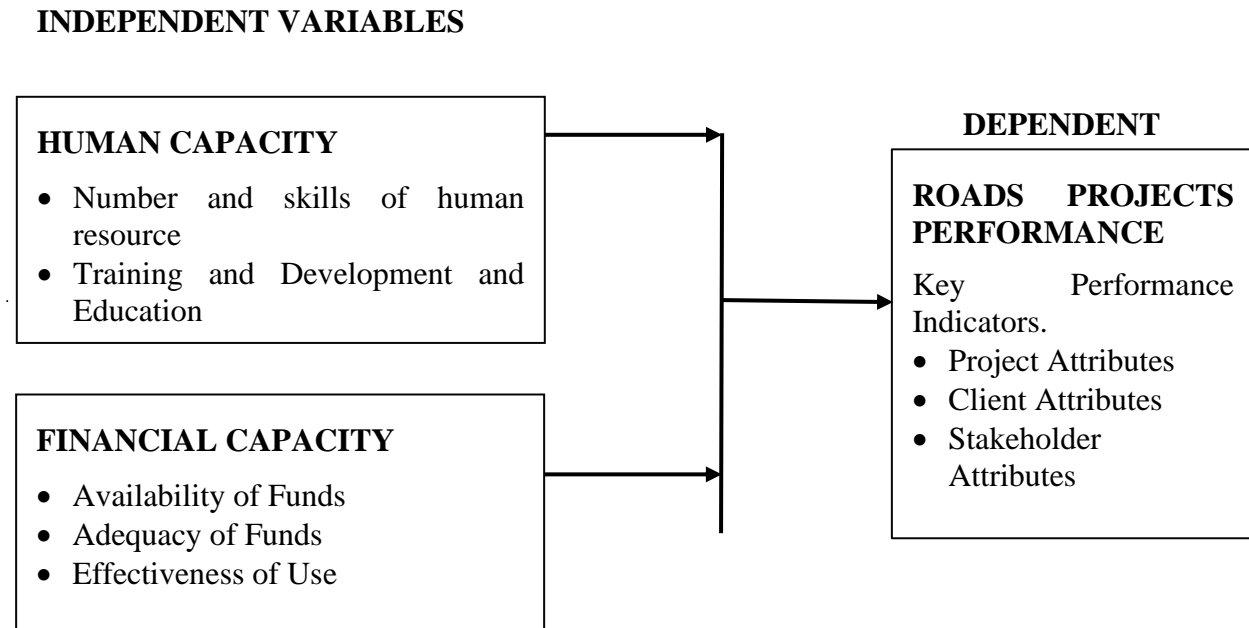 INDEPENDENT VARIABLES
HUMAN CAPACITY
• Number and skills of human
resource
• Training and Development and
Education
FINANCIAL CAPACITY
• Availability of Funds
• Adequacy of Funds
• Effectiveness of Use
DEPENDENT
ROADS PROJECTS
PERFORMANCE
Key Performance
Indicators.
• Project Attributes
• Client Attributes
• Stakeholder
Attributes